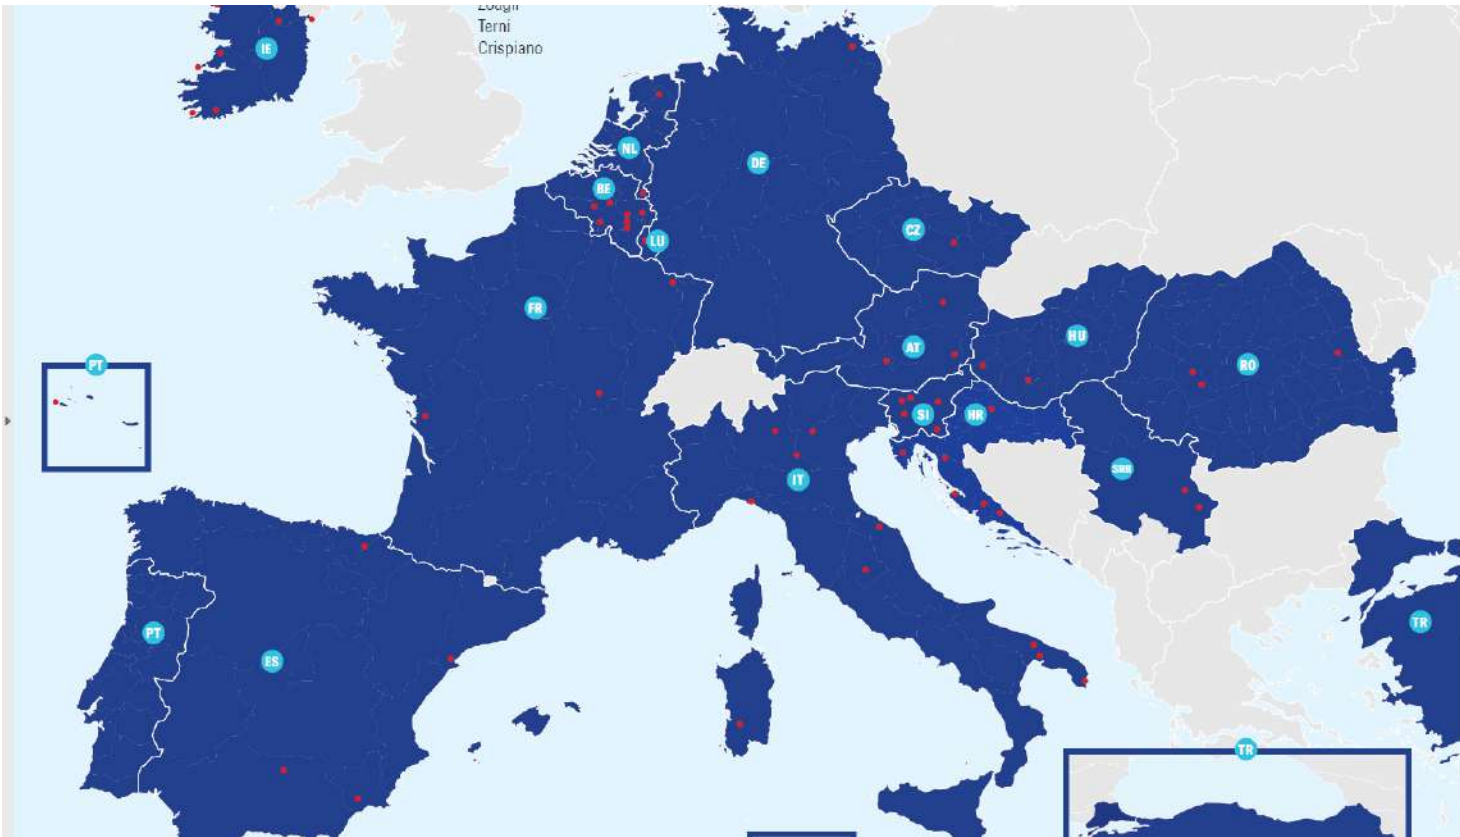 Zoagli
Terni
Crispiano
IE
NL
DE
BE
CZ
LU
FR
HU
AT
PT
RO
SI
HR
SRB
IT
TR
PT
ES
TR